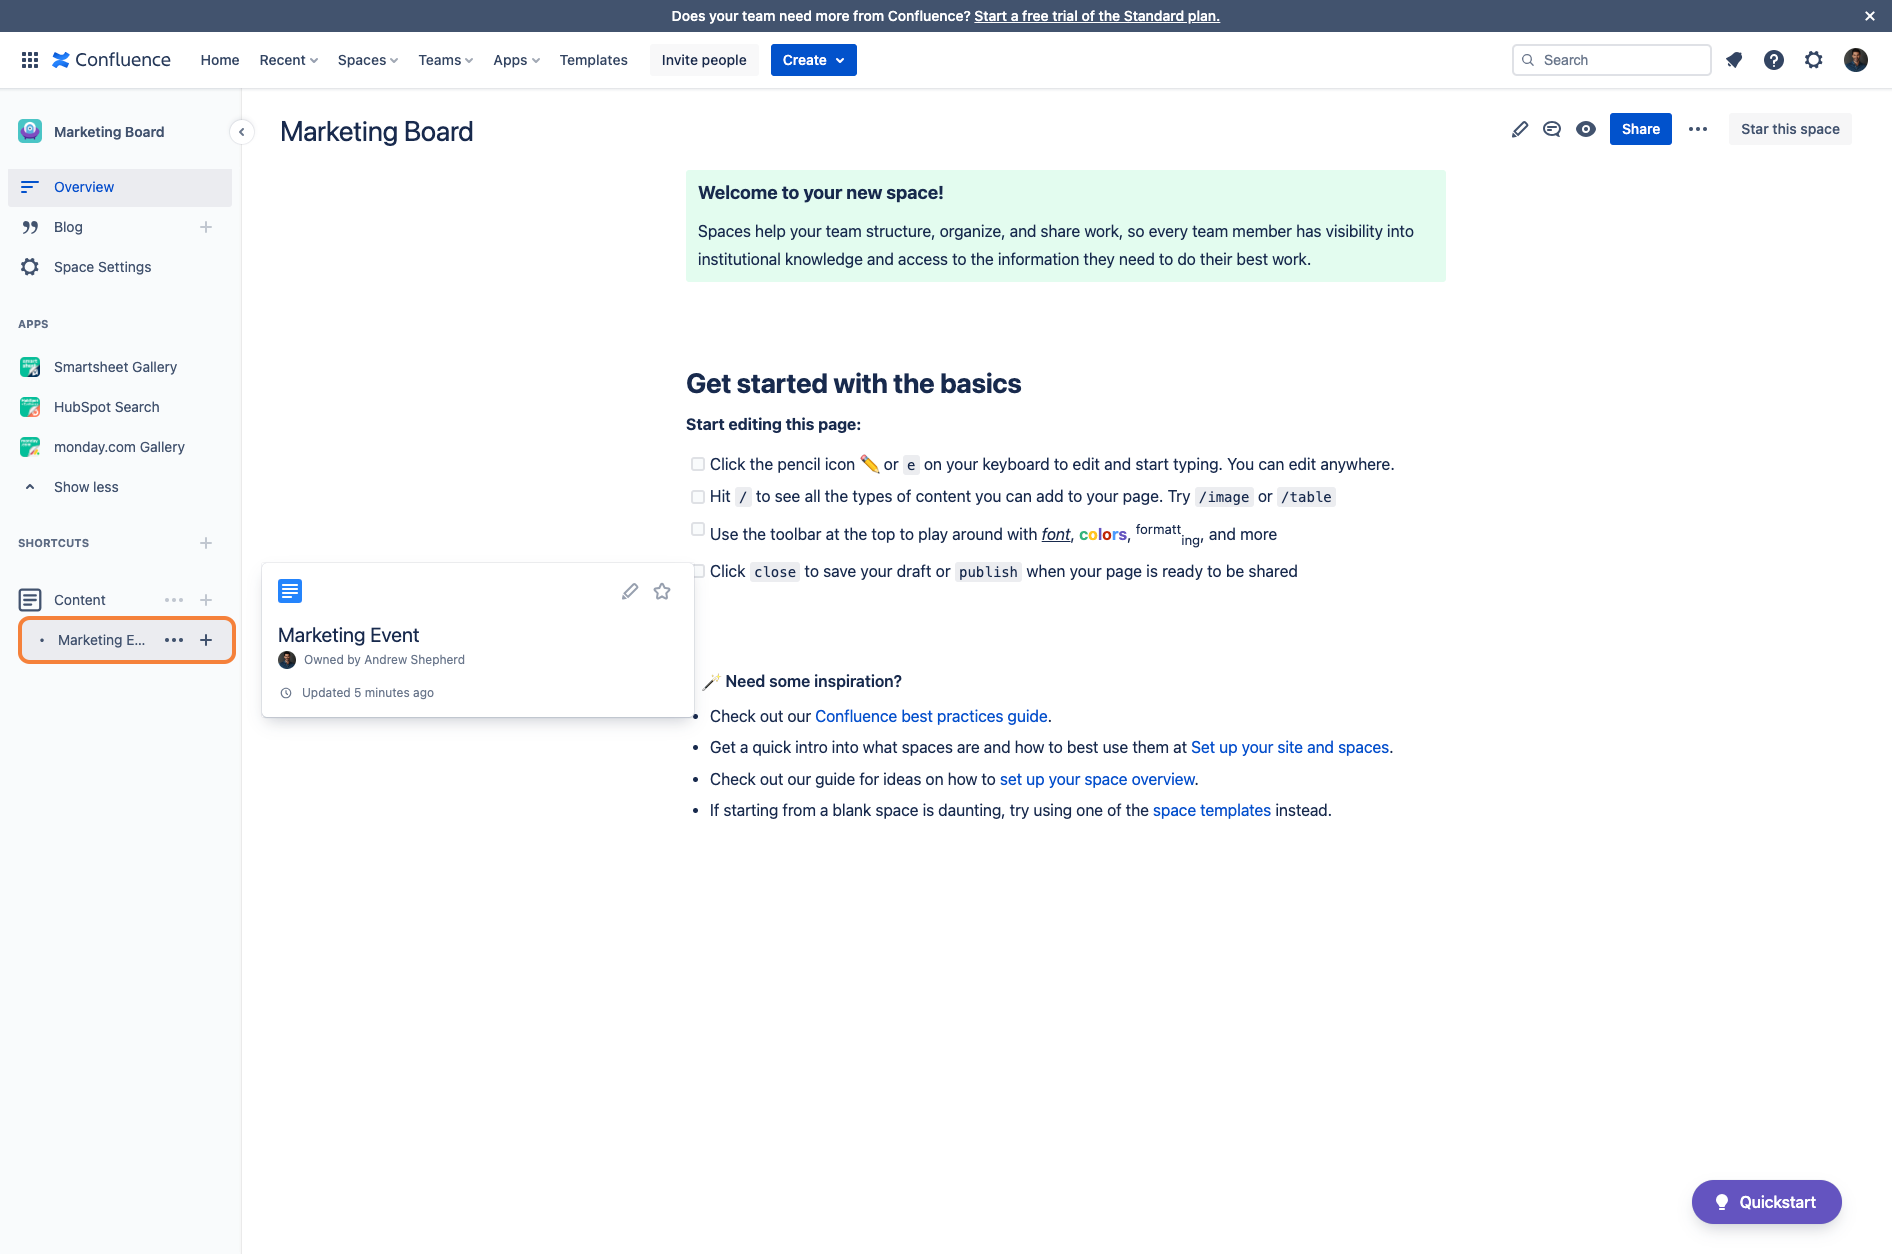 Does your team need more from Confluence? Start a free trial of the Standard plan.
Confluence
Home Recent Spaces Teams Apps Templates Invite people Create Search
Marketing Board
Overview
Blog
Space Settings
APPS
Smartsheet Gallery
HubSpot Search
monday.com Gallery
Show less
SHORTCUTS
Content
Marketing E...
Marketing Board
Share Star this space
Welcome to your new space!
Spaces help your team structure, organize, and share work, so every team member has visibility into
institutional knowledge and access to the information they need to do their best work.
Get started with the basics
Start editing this page:
Click the pencil icon ✏️ or e on your keyboard to edit and start typing. You can edit anywhere.
Hit / to see all the types of content you can add to your page. Try /image or /table
Use the toolbar at the top to play around with font, colors, formatting, and more
Click close to save your draft or publish when your page is ready to be shared
Marketing Event
Owned by Andrew Shepherd
Updated 5 minutes ago
Need some inspiration?
• Check out our Confluence best practices guide.
• Get a quick intro into what spaces are and how to best use them at Set up your site and spaces.
• Check out our guide for ideas on how to set up your space overview.
• If starting from a blank space is daunting, try using one of the space templates instead.
Quickstart